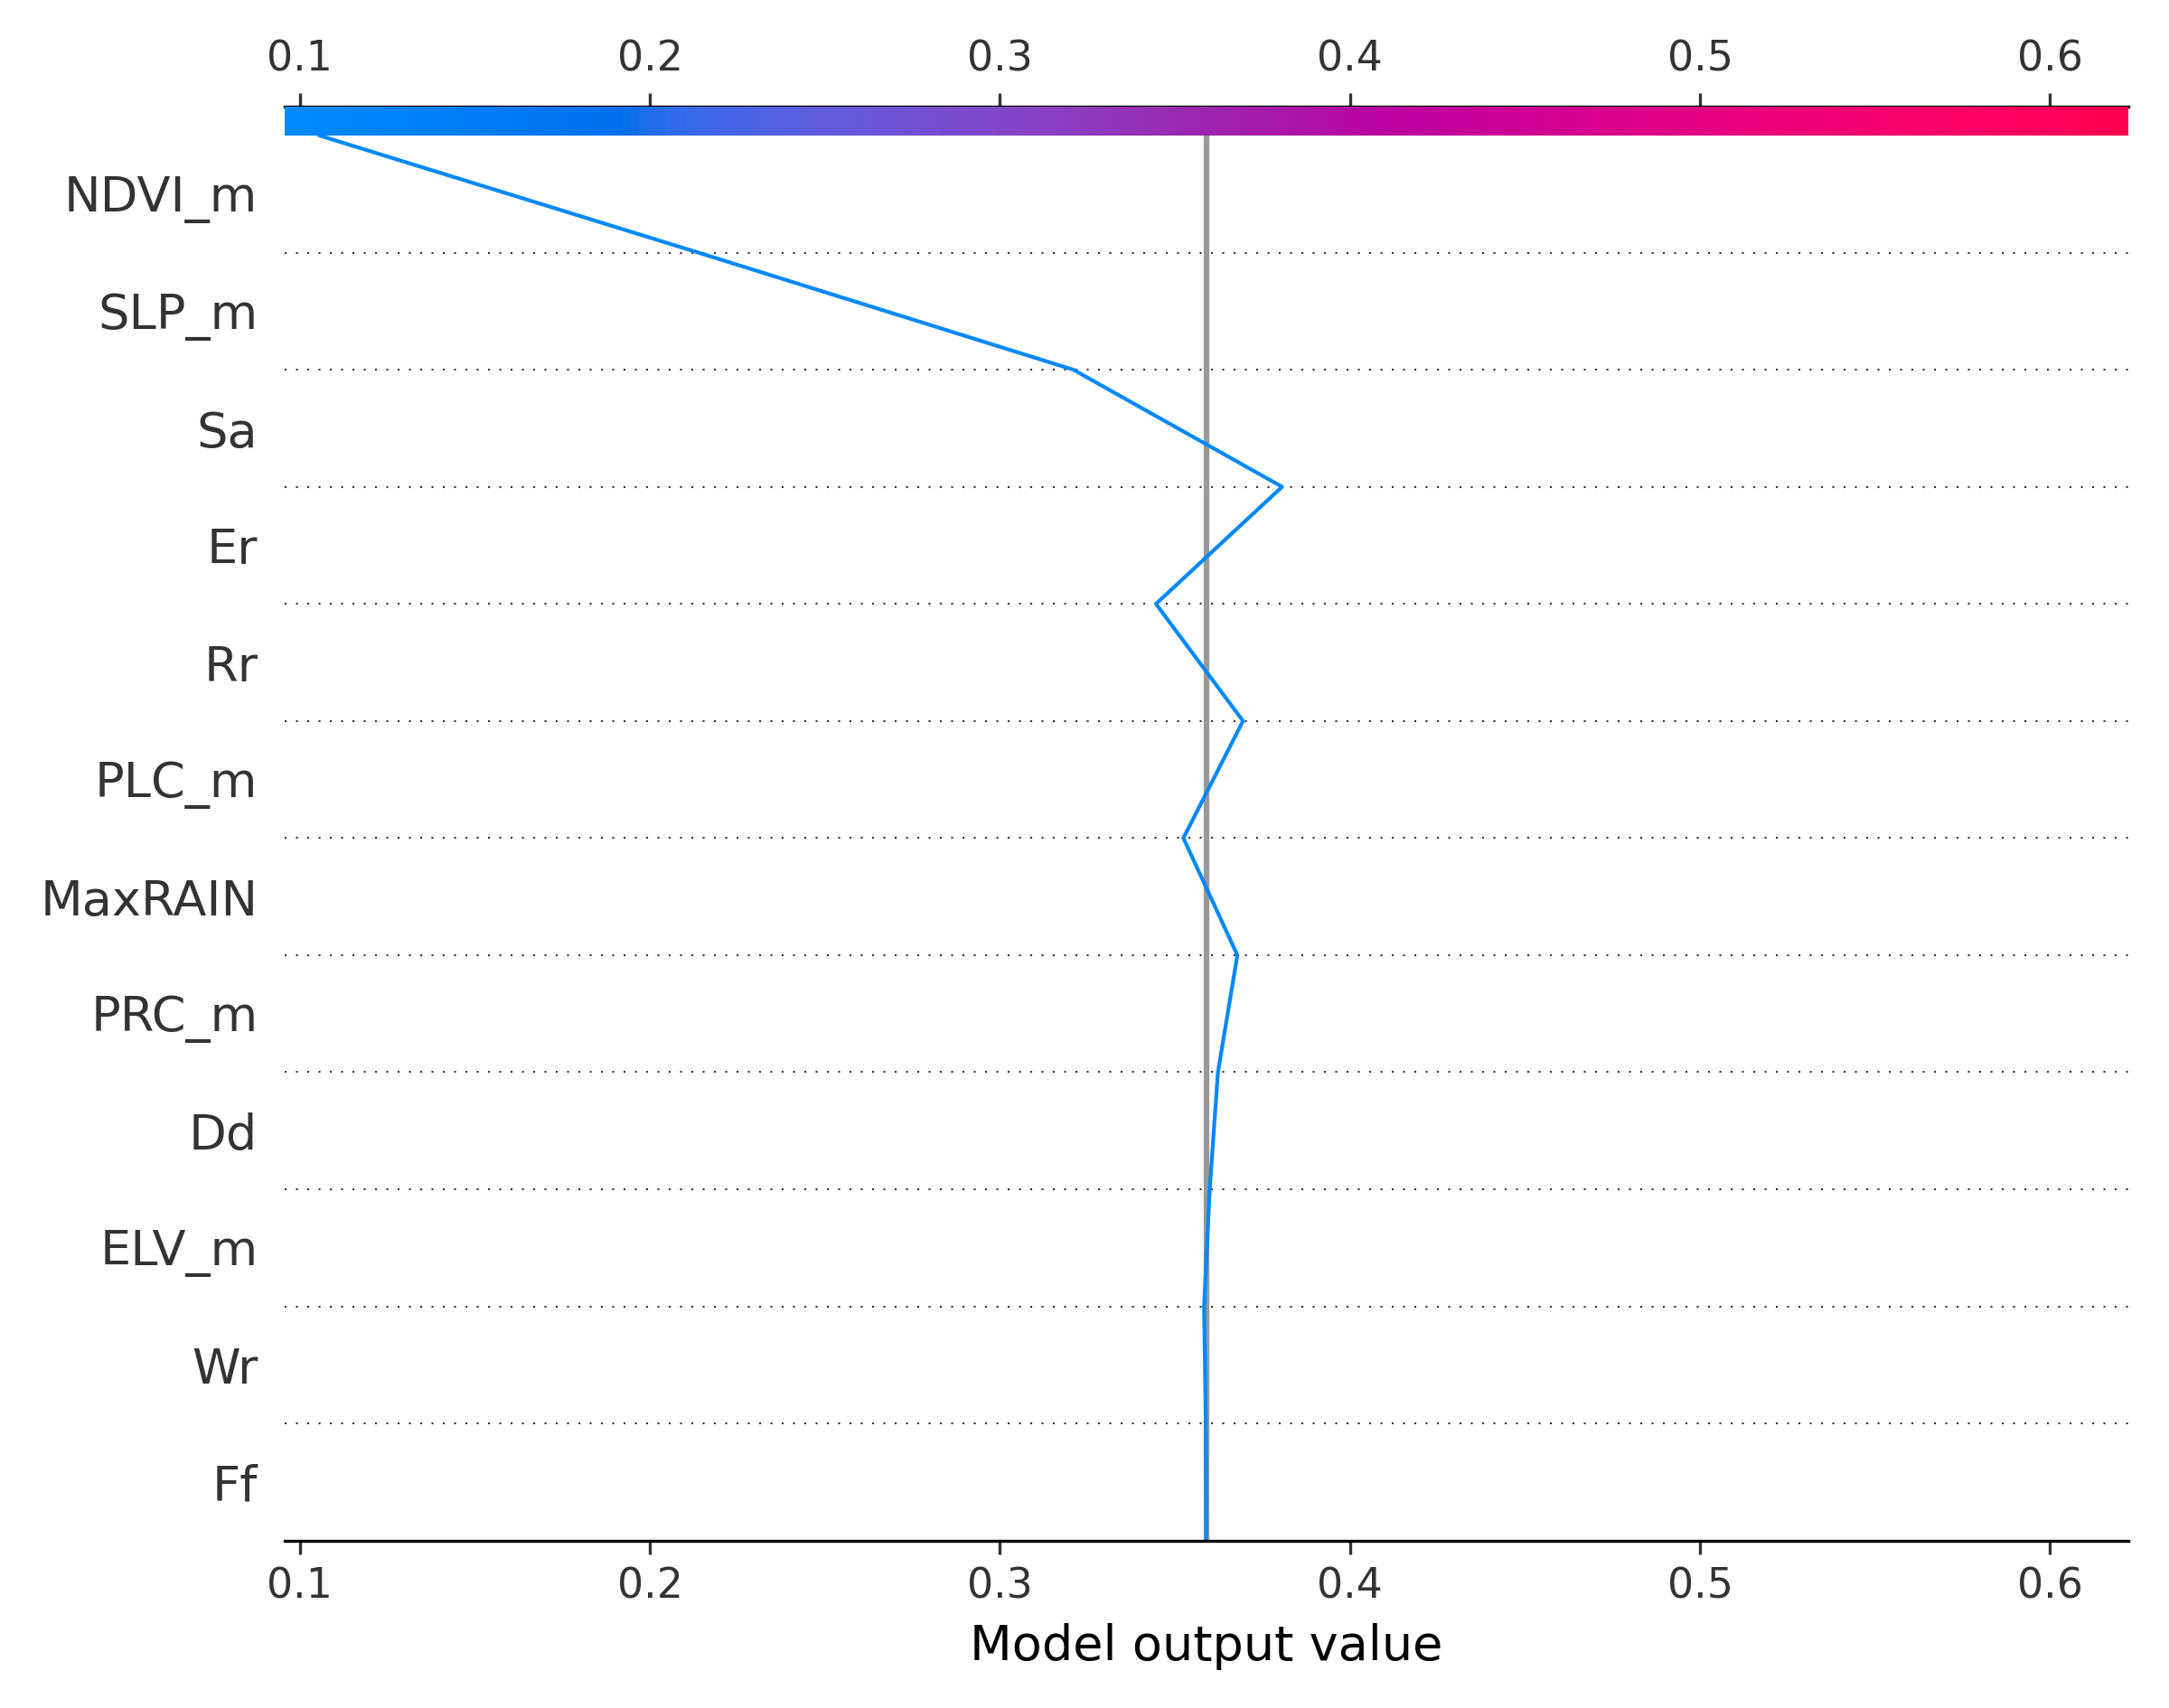 0.1 0.2 0.3 0.4 0.5 0.6
NDVI_m
SLP_m
Sa
Er
Rr
PLC_m
MaxRAIN
PRC_m
Dd
ELV_m
Wr
Ff
0.1 0.2 0.3 0.4 0.5 0.6
Model output value